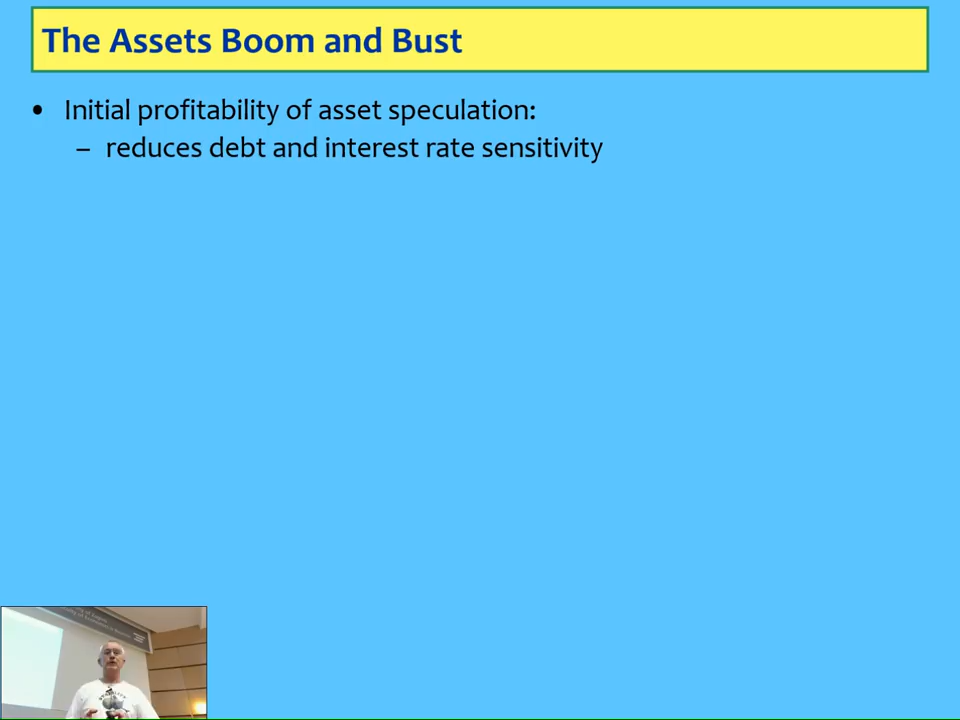 The Assets Boom and Bust
• Initial profitability of asset speculation:
– reduces debt and interest rate sensitivity